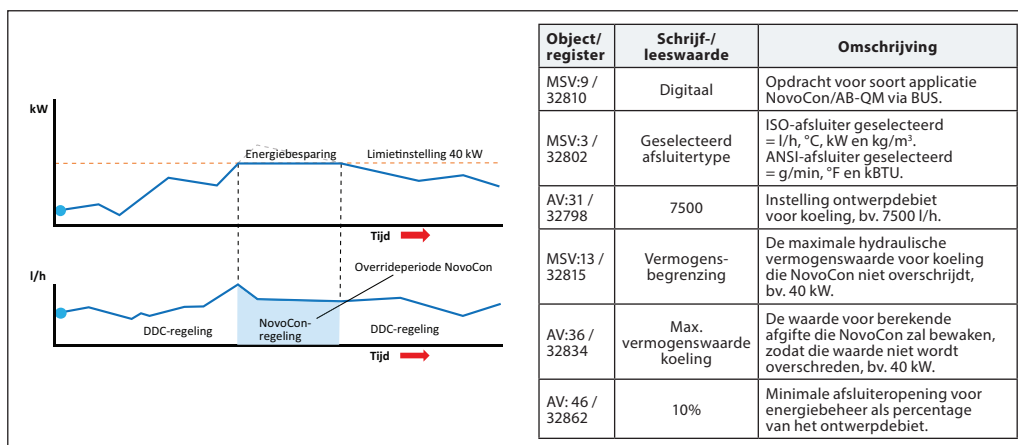 kW
Energiebesparing
Limietinstelling 40 kW
Tijd
l/h
Overrideperiode NovoCon
DDC-regeling
NovoCon-
regeling
DDC-regeling
Tijd
Object/
register
Schrijf-/
leeswaarde
Omschrijving
MSV:9 /
32810
Digitaal
Opdracht voor soort applicatie
NovoCon/AB-QM via BUS.
MSV:3 /
32802
Geselecteerd
afsluitertype
ISO-afsluiter geselecteerd
= l/h, °C, kW en kg/m³.
ANSI-afsluiter geselecteerd
= g/min, °F en kBTU.
AV:31 /
32798
7500
Instelling ontwerpdebiet
voor koeling, bv. 7500 l/h.
MSV:13 /
32815
Vermogens-
begrenzing
De maximale hydraulische
vermogenswaarde voor koeling
die NovoCon niet overschrijdt,
bv. 40 kW.
AV:36 /
32834
Max.
vermogenswaarde
koeling
De waarde voor berekende
afgifte die NovoCon zal bewaken,
zodat die waarde niet wordt
overschreden, bv. 40 kW.
AV: 46 /
32862
10%
Minimale afsluiteropening voor
energiebeheer als percentage
van het ontwerpdebiet.